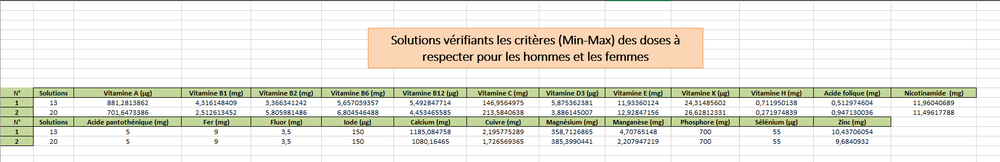 Solutions vérifiants les critères (Min-Max) des doses à
respecter pour les hommes et les femmes
N° Solutions Vitamine A (µg) Vitamine B1 (mg) Vitamine B2 (mg) Vitamine B6 (mg) Vitamine B12 (µg) Vitamine C (mg) Vitamine D3 (µg) Vitamine E (mg) Vitamine K (µg) Vitamine H (mg) Acide folique (mg) Nicotinamide (mg)
1 13 881,2813862 4,316148409 3,366341242 5,657039357 5,492847714 146,9564975 5,875362381 11,93360124 24,31485602 0,711950138 0,512974604 11,96040689
2 20 701,6473867 2,512613452 5,805981486 6,804546488 4,453465585 213,5840638 3,886145007 12,92847156 26,62812331 0,271974839 0,947130036 11,49617788
N° Solutions Acide pantothénique (mg) Fer (mg) Fluor (mg) Iode (µg) Calcium (mg) Cuivre (mg) Magnésium (mg) Manganèse (mg) Phosphore (mg) Sélénium (µg) Zinc (mg)
1 13 5 9 3,5 150 1185,084758 2,195775289 358,7126865 4,70765148 700 55 10,43706054
2 20 5 9 3,5 150 1080,16465 1,726569365 385,3990441 2,207947219 700 55 9,6840932